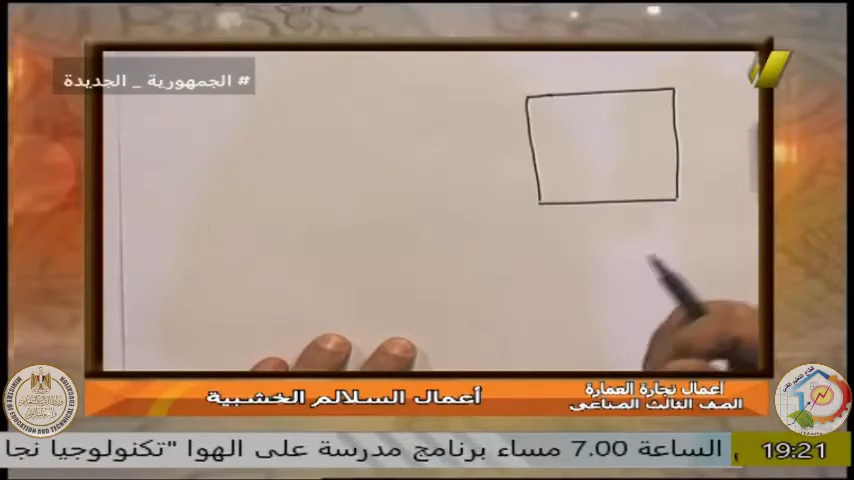 # الجمهورية _ الجديدة
أعمال نجارة العمارة
الصف الثالث الصناعى
أعمال السلالم الخشبية
الساعة 7.00 مساء برنامج مدرسة على الهوا "تكنولوجيا نجا
19:21